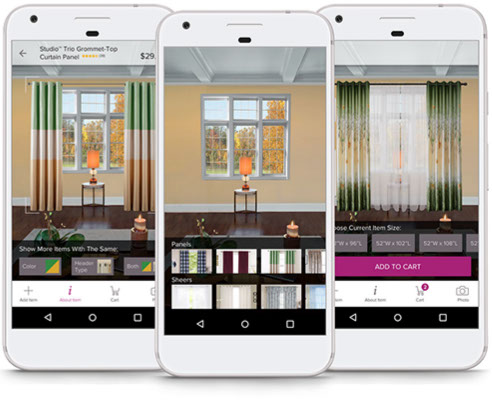 Studio™ Trio Grommet-Top
Curtain Panel
$29.
Show More Items With The Same:
Color
Header
Type
Both
Add Item
About Item
Cart
Panels
Sheers
oose Current Item Size:
52"W x 102"L
52"W x 108"L
ADD TO CART
Item
About Item
Cart
2
Photo